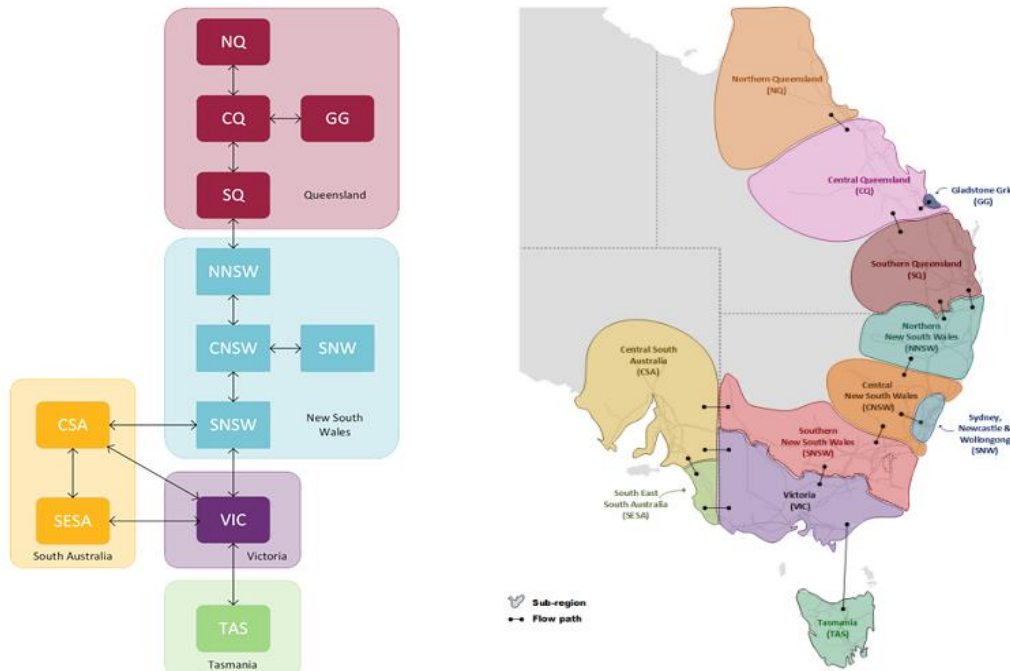 NQ
CQ
GG
SQ
Queensland
NNSW
CNSW
SNW
SNSW
New South
Wales
CSA
SESA
South Australia
VIC
Victoria
TAS
Tasmania
Northern Queensland
(NQ)
Central Queensland
(CQ)
Gladstone Grid
(GG)
Southern Queensland
(SQ)
Northern
New South Wales
(NNSW)
Central South
Australia
(CSA)
Central
New South Wales
(CNSW)
Sydney,
Newcastle &
Wollongong
(SNW)
Southern
New South Wales
(SNSW)
South East
South Australia
(SESA)
Victoria
(VIC)
Sub-region
Flow path
Tasmania
(TAS)